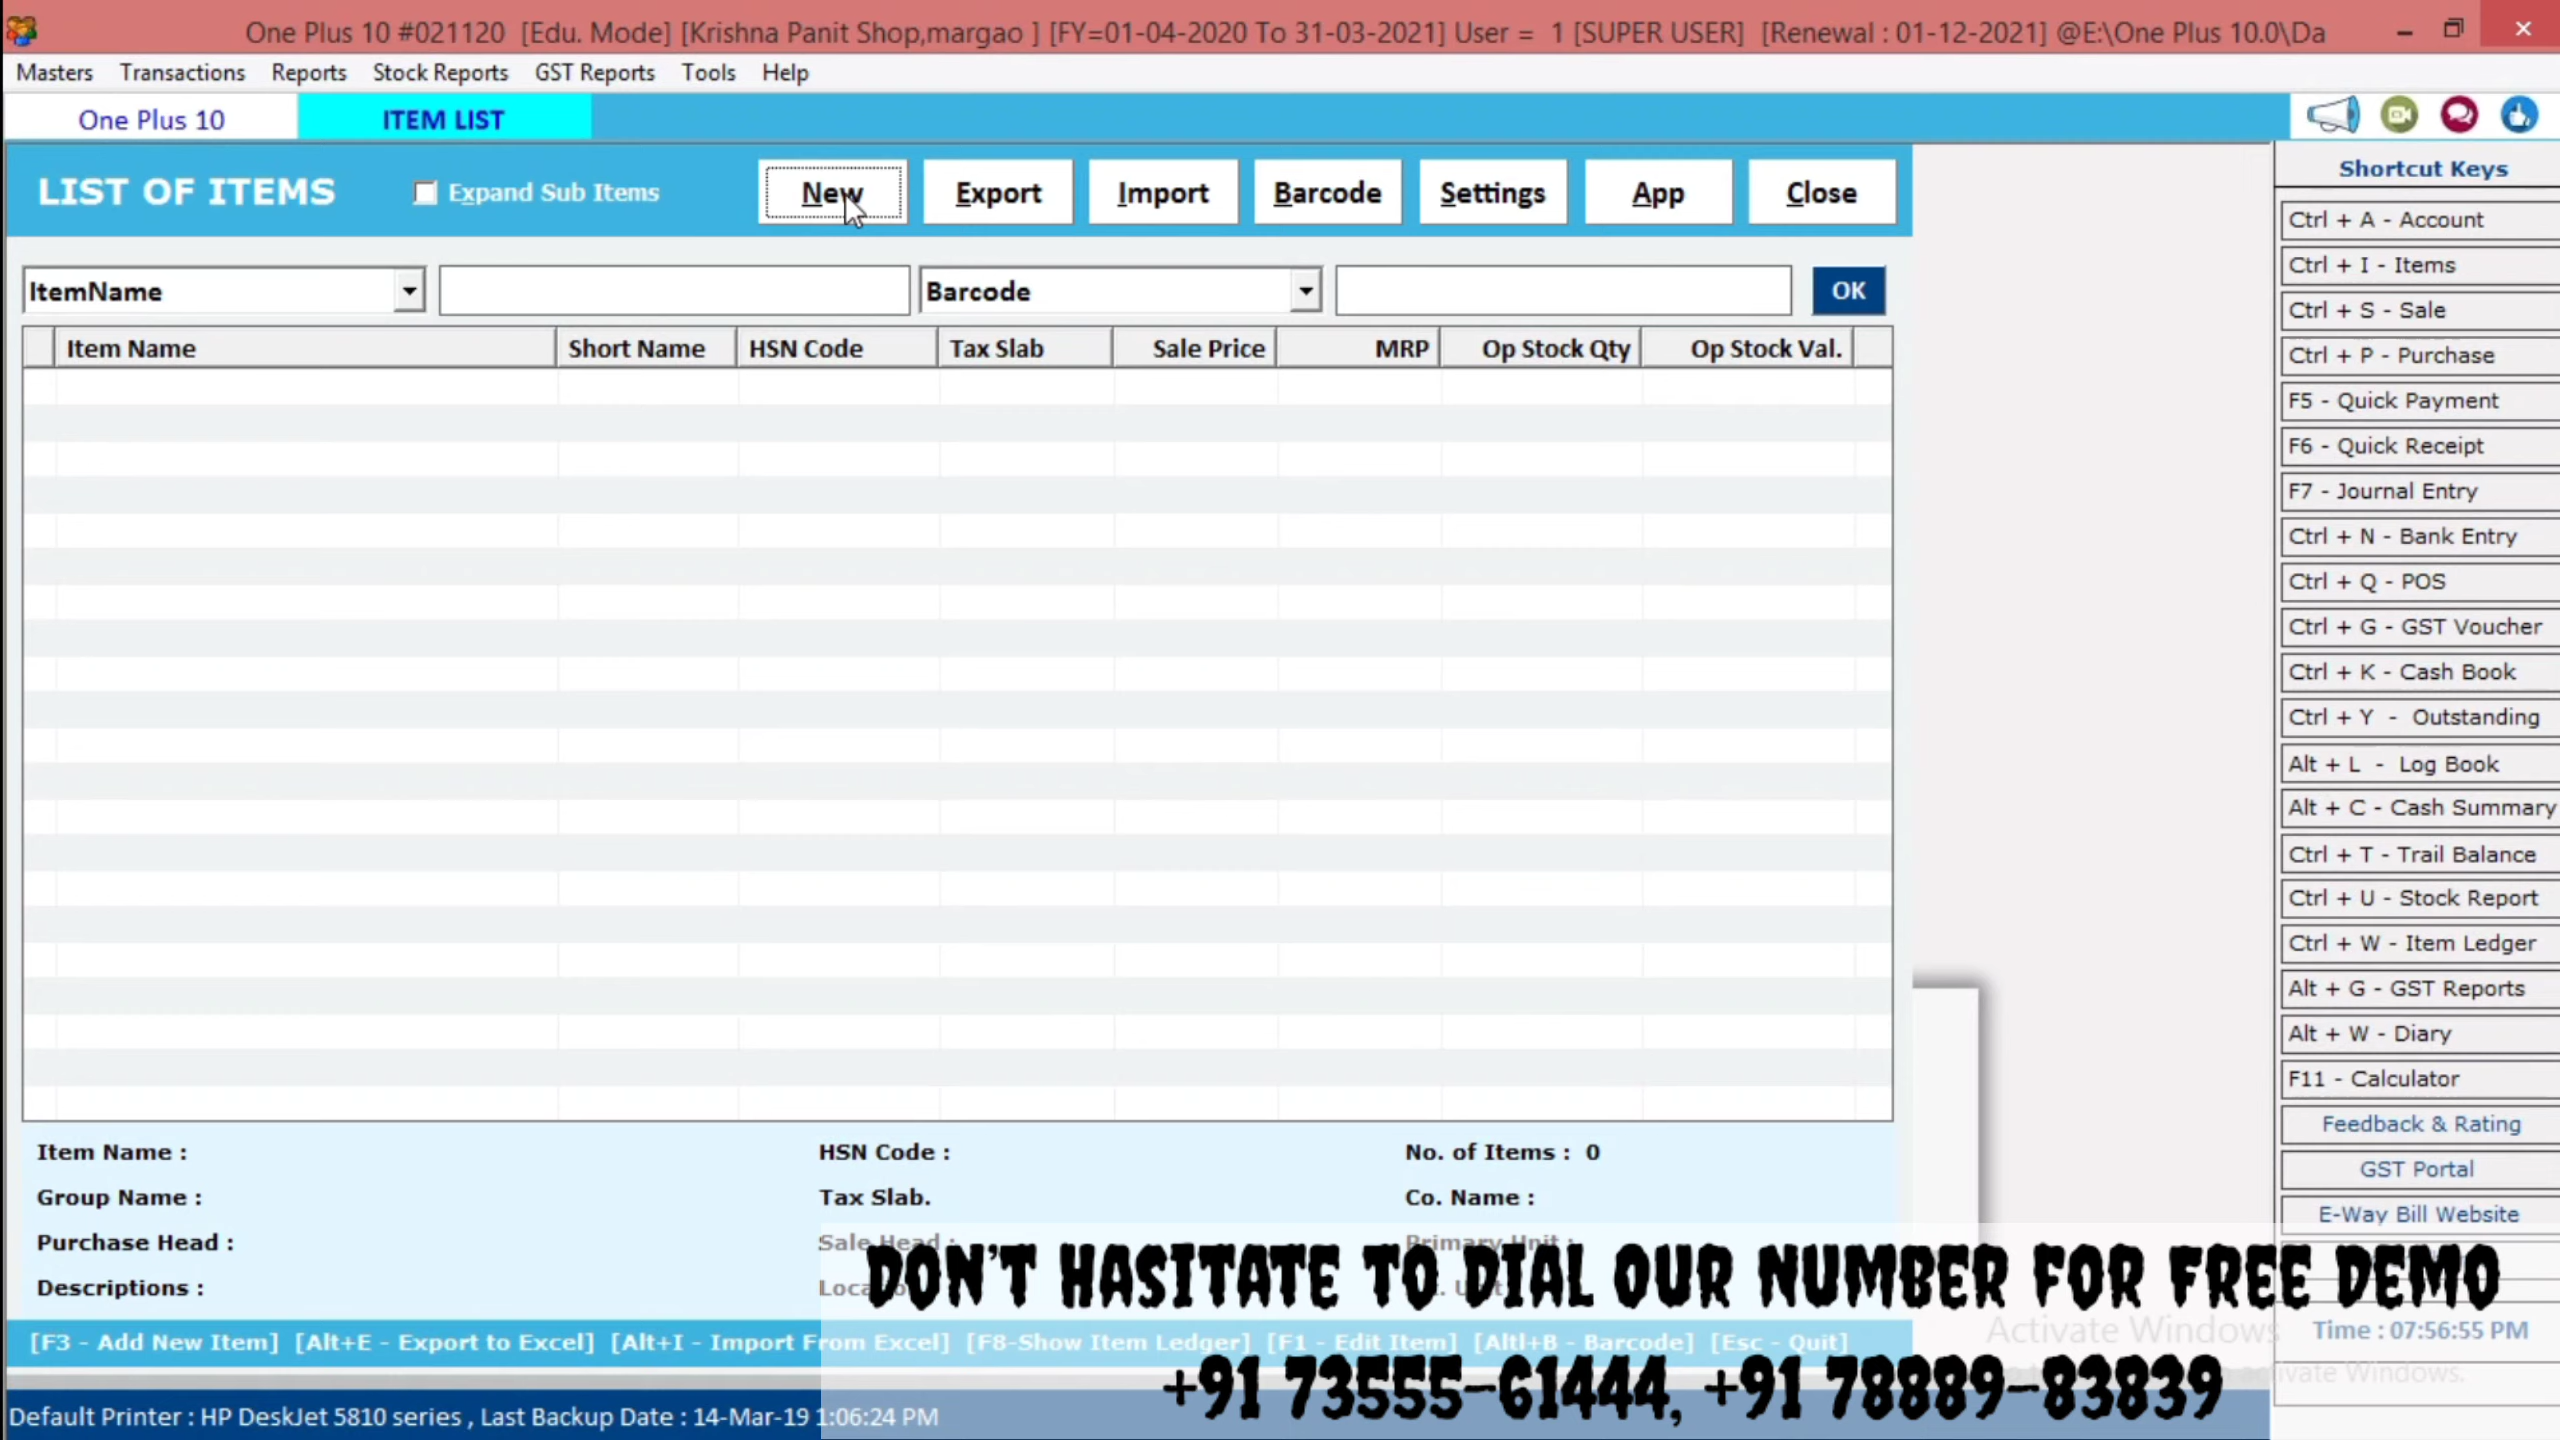 One Plus 10 #021120 [Edu. Mode] [Krishna Panit Shop,margao ] [FY=01-04-2020 To 31-03-2021] User = 1 [SUPER USER] [Renewal : 01-12-2021] @E:\One Plus 10.0\Da
Masters Transactions Reports Stock Reports GST Reports Tools Help
One Plus 10 ITEM LIST
LIST OF ITEMS Expand Sub Items New Export Import Barcode Settings App Close
ItemName Barcode OK
Item Name Short Name HSN Code Tax Slab Sale Price MRP Op Stock Qty Op Stock Val.
Item Name : HSN Code : No. of Items : 0
Group Name : Tax Slab. Co. Name :
Purchase Head : Sale Head : Primary Unit :
Descriptions :
[F3 - Add New Item] [Alt+E - Export to Excel] [Alt+I - Import From Excel] [F8-Show Item Ledger] [F1 - Edit Item] [Altl+B - Barcode] [Esc - Quit]
Default Printer : HP DeskJet 5810 series , Last Backup Date : 14-Mar-19 1:06:24 PM
Shortcut Keys
Ctrl + A - Account
Ctrl + I - Items
Ctrl + S - Sale
Ctrl + P - Purchase
F5 - Quick Payment
F6 - Quick Receipt
F7 - Journal Entry
Ctrl + N - Bank Entry
Ctrl + Q - POS
Ctrl + G - GST Voucher
Ctrl + K - Cash Book
Ctrl + Y - Outstanding
Alt + L - Log Book
Alt + C - Cash Summary
Ctrl + T - Trail Balance
Ctrl + U - Stock Report
Ctrl + W - Item Ledger
Alt + G - GST Reports
Alt + W - Diary
F11 - Calculator
Feedback & Rating
GST Portal
E-Way Bill Website
DON'T HASITATE TO DIAL OUR NUMBER FOR FREE DEMO
Activate Windows
Time : 07:56:55 PM
+91 73555-61444, +91 78889-83839
Windows.